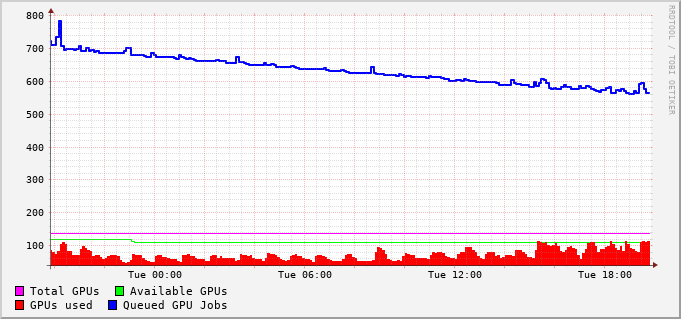 800
700
600
500
400
300
200
100
Tue 00:00 Tue 06:00 Tue 12:00 Tue 18:00
Total GPUs Available GPUs
GPUs used Queued GPU Jobs
RRDTOOL / TOBI OETIKER